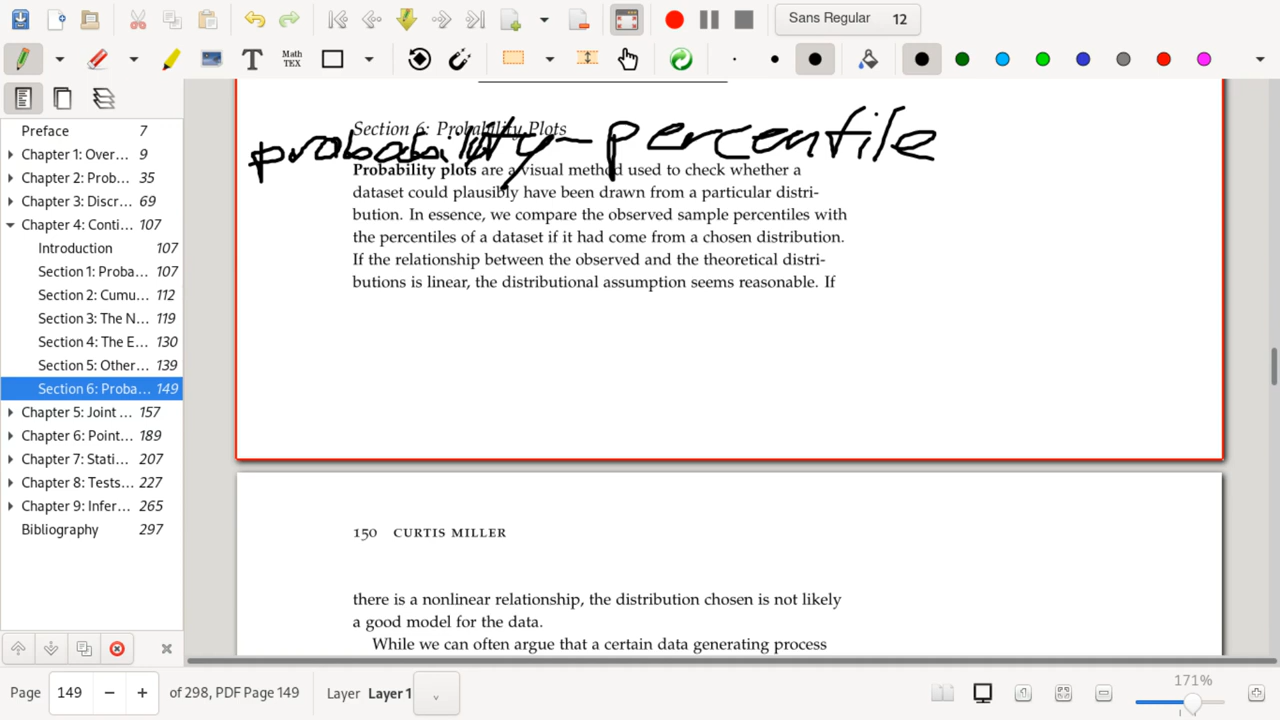 Sans Regular 12
Math
TEX
Preface 7
Chapter 1: Over... 9
Chapter 2: Prob... 35
Chapter 3: Discr... 69
Chapter 4: Conti... 107
Introduction 107
Section 1: Proba... 107
Section 2: Cumu... 112
Section 3: The N... 119
Section 4: The E... 130
Section 5: Other... 139
Section 6: Proba... 149
Chapter 5: Joint ... 157
Chapter 6: Point... 189
Chapter 7: Stati... 207
Chapter 8: Tests... 227
Chapter 9: Infer... 265
Bibliography 297
Section 6: Probability Plots
probability-percentile
Probability plots are a visual method used to check whether a
dataset could plausibly have been drawn from a particular distri-
bution. In essence, we compare the observed sample percentiles with
the percentiles of a dataset if it had come from a chosen distribution.
If the relationship between the observed and the theoretical distri-
butions is linear, the distributional assumption seems reasonable. If
150 CURTIS MILLER
there is a nonlinear relationship, the distribution chosen is not likely
a good model for the data.
While we can often argue that a certain data generating process
Page 149 of 298, PDF Page 149 Layer Layer 1 171%